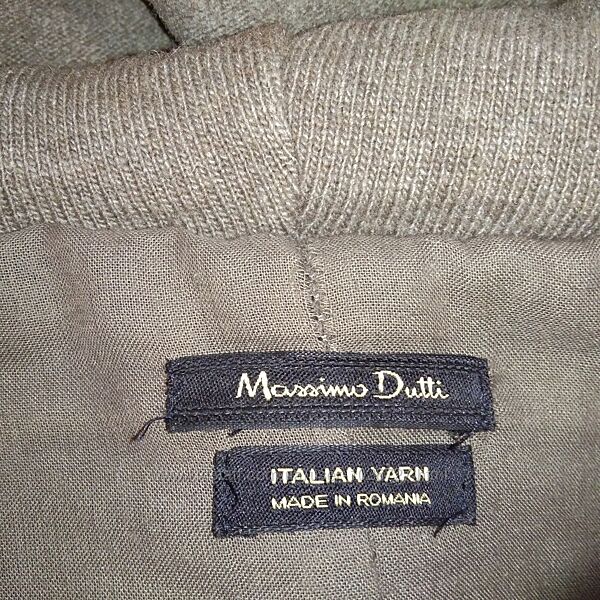 Massimo Dutti
ITALIAN YARN
MADE IN ROMANIA